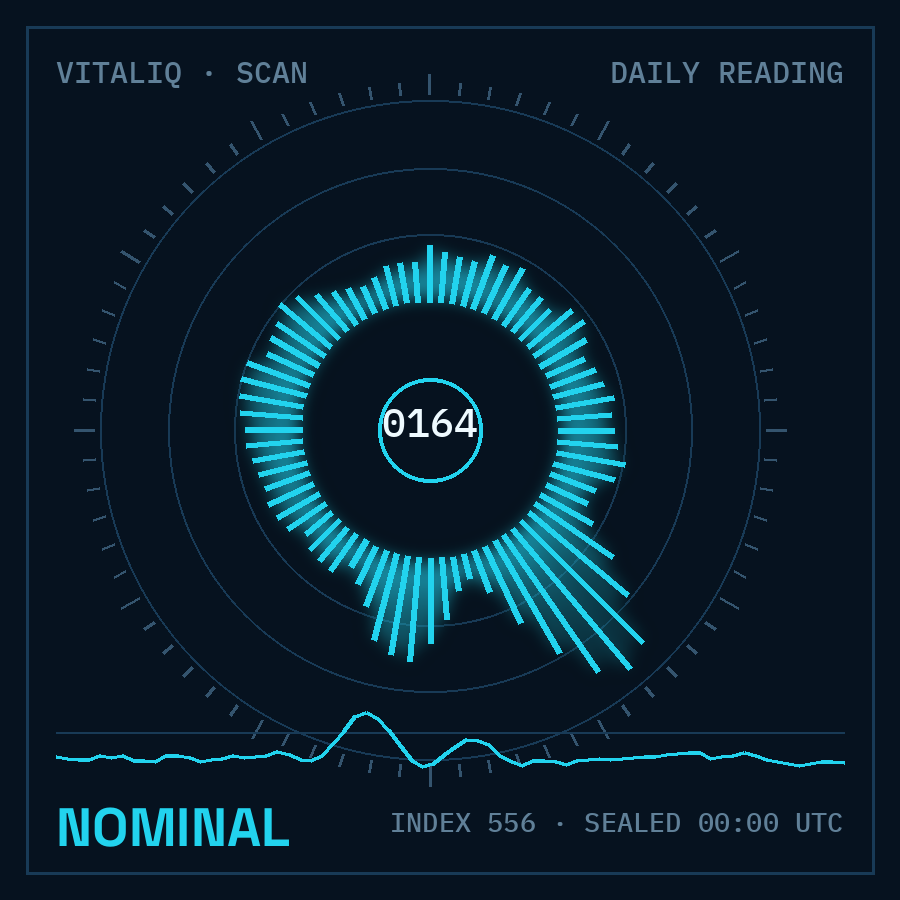 VITALIQ · SCAN
DAILY READING
0164
NOMINAL
INDEX 556 · SEALED 00:00 UTC